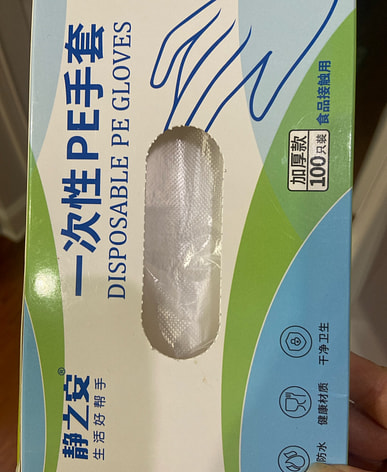 静之安®
生活好帮手
一次性PE手套
DISPOSABLE PE GLOVES
食品接触用
加厚款
100只装
干净卫生
健康材质
防水